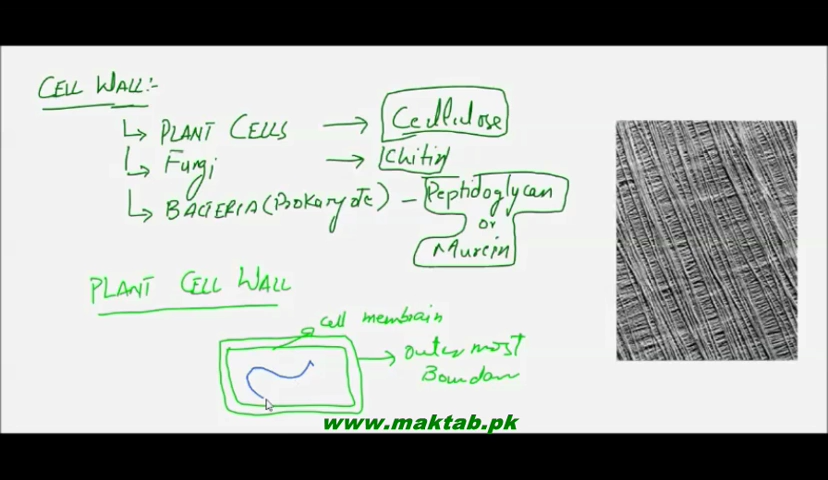 CELL WALL:-
PLANT CELLS → Cellulose
Fungi → Chitin
BACTERIA (Prokaryote) - Peptidoglycan
or
Murein
PLANT CELL WALL
cell membrain
outer most
Boundary
www.maktab.pk